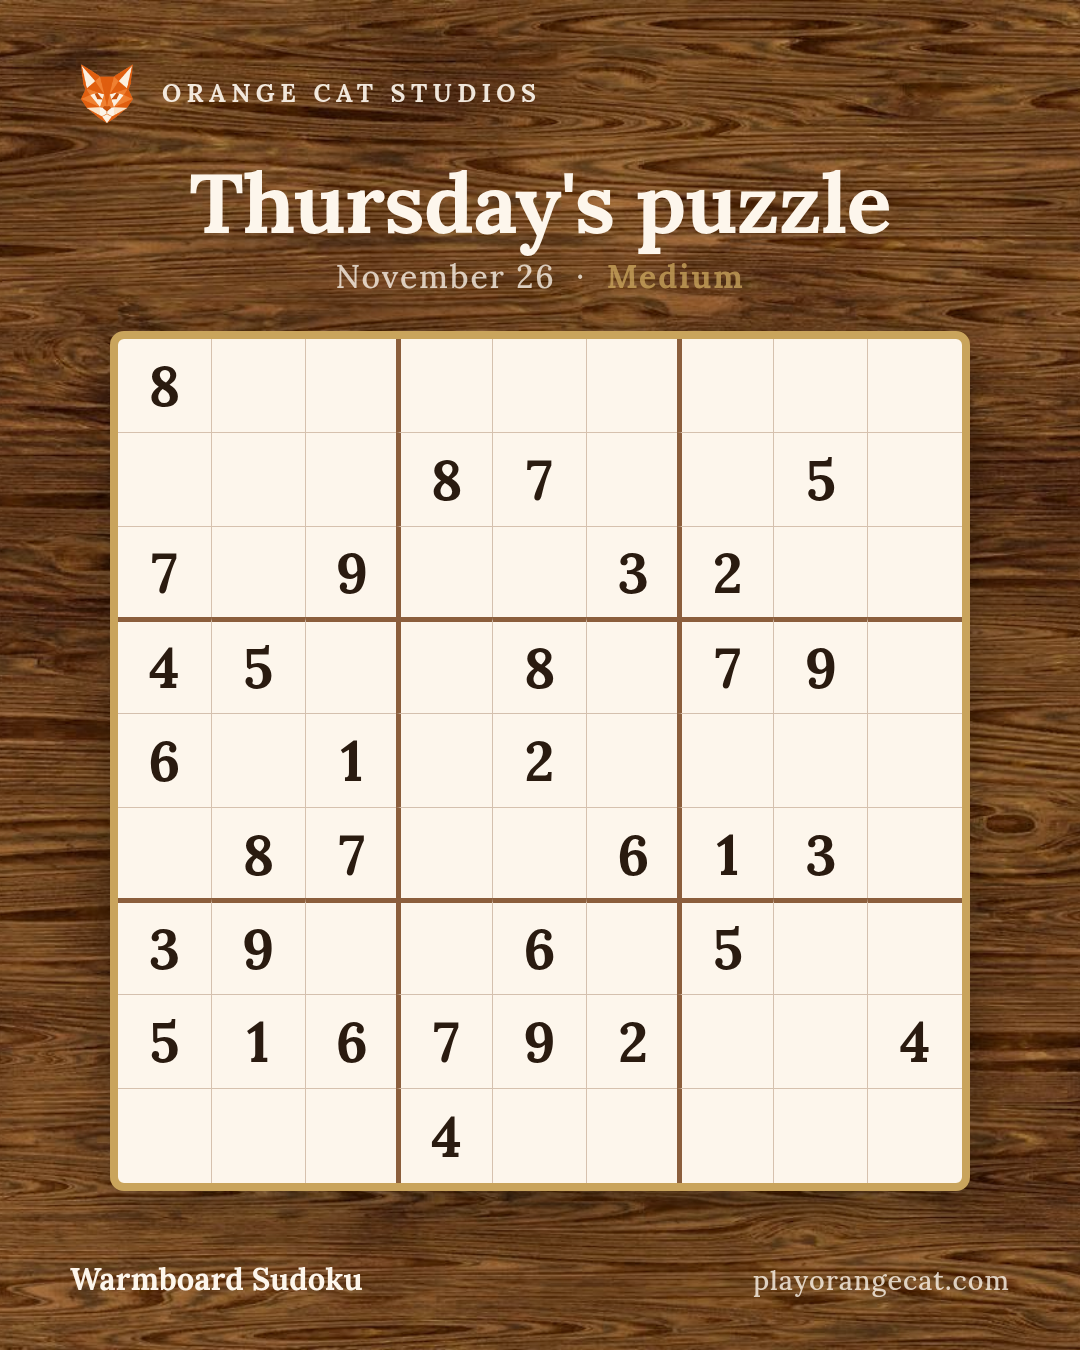 ORANGE CAT STUDIOS
Thursday's puzzle
November 26 · Medium
8
8 7 5
7 9 3 2
4 5 8 7 9
6 1 2
8 7 6 1 3
3 9 6 5
5 1 6 7 9 2 4
4
Warmboard Sudoku
playorangecat.com